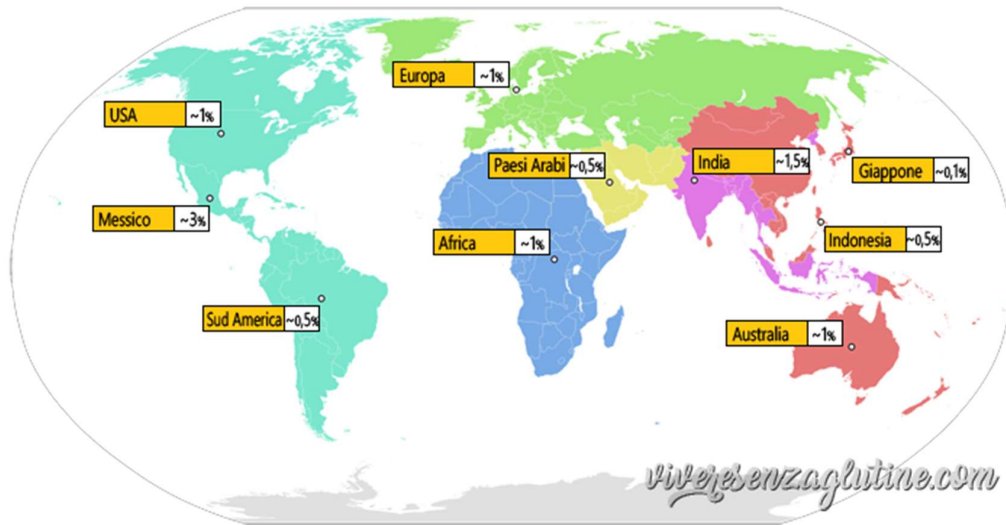 Europa ~1%
USA ~1%
Paesi Arabi ~0,5%
India ~1,5%
Giappone ~0,1%
Messico ~3%
Africa ~1%
Indonesia ~0,5%
Sud America ~0,5%
Australia ~1%
viveresenzaglutine.com